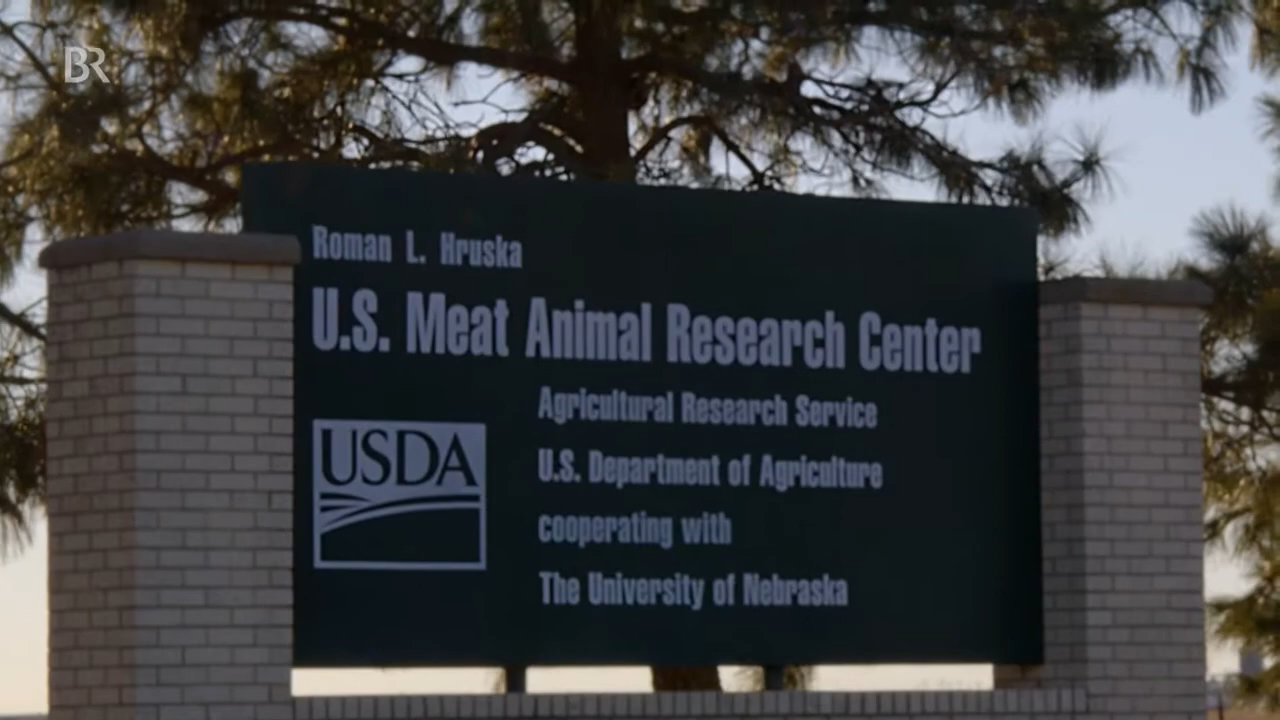 BR
Roman L. Hruska
U.S. Meat Animal Research Center
Agricultural Research Service
USDA
U.S. Department of Agriculture
cooperating with
The University of Nebraska